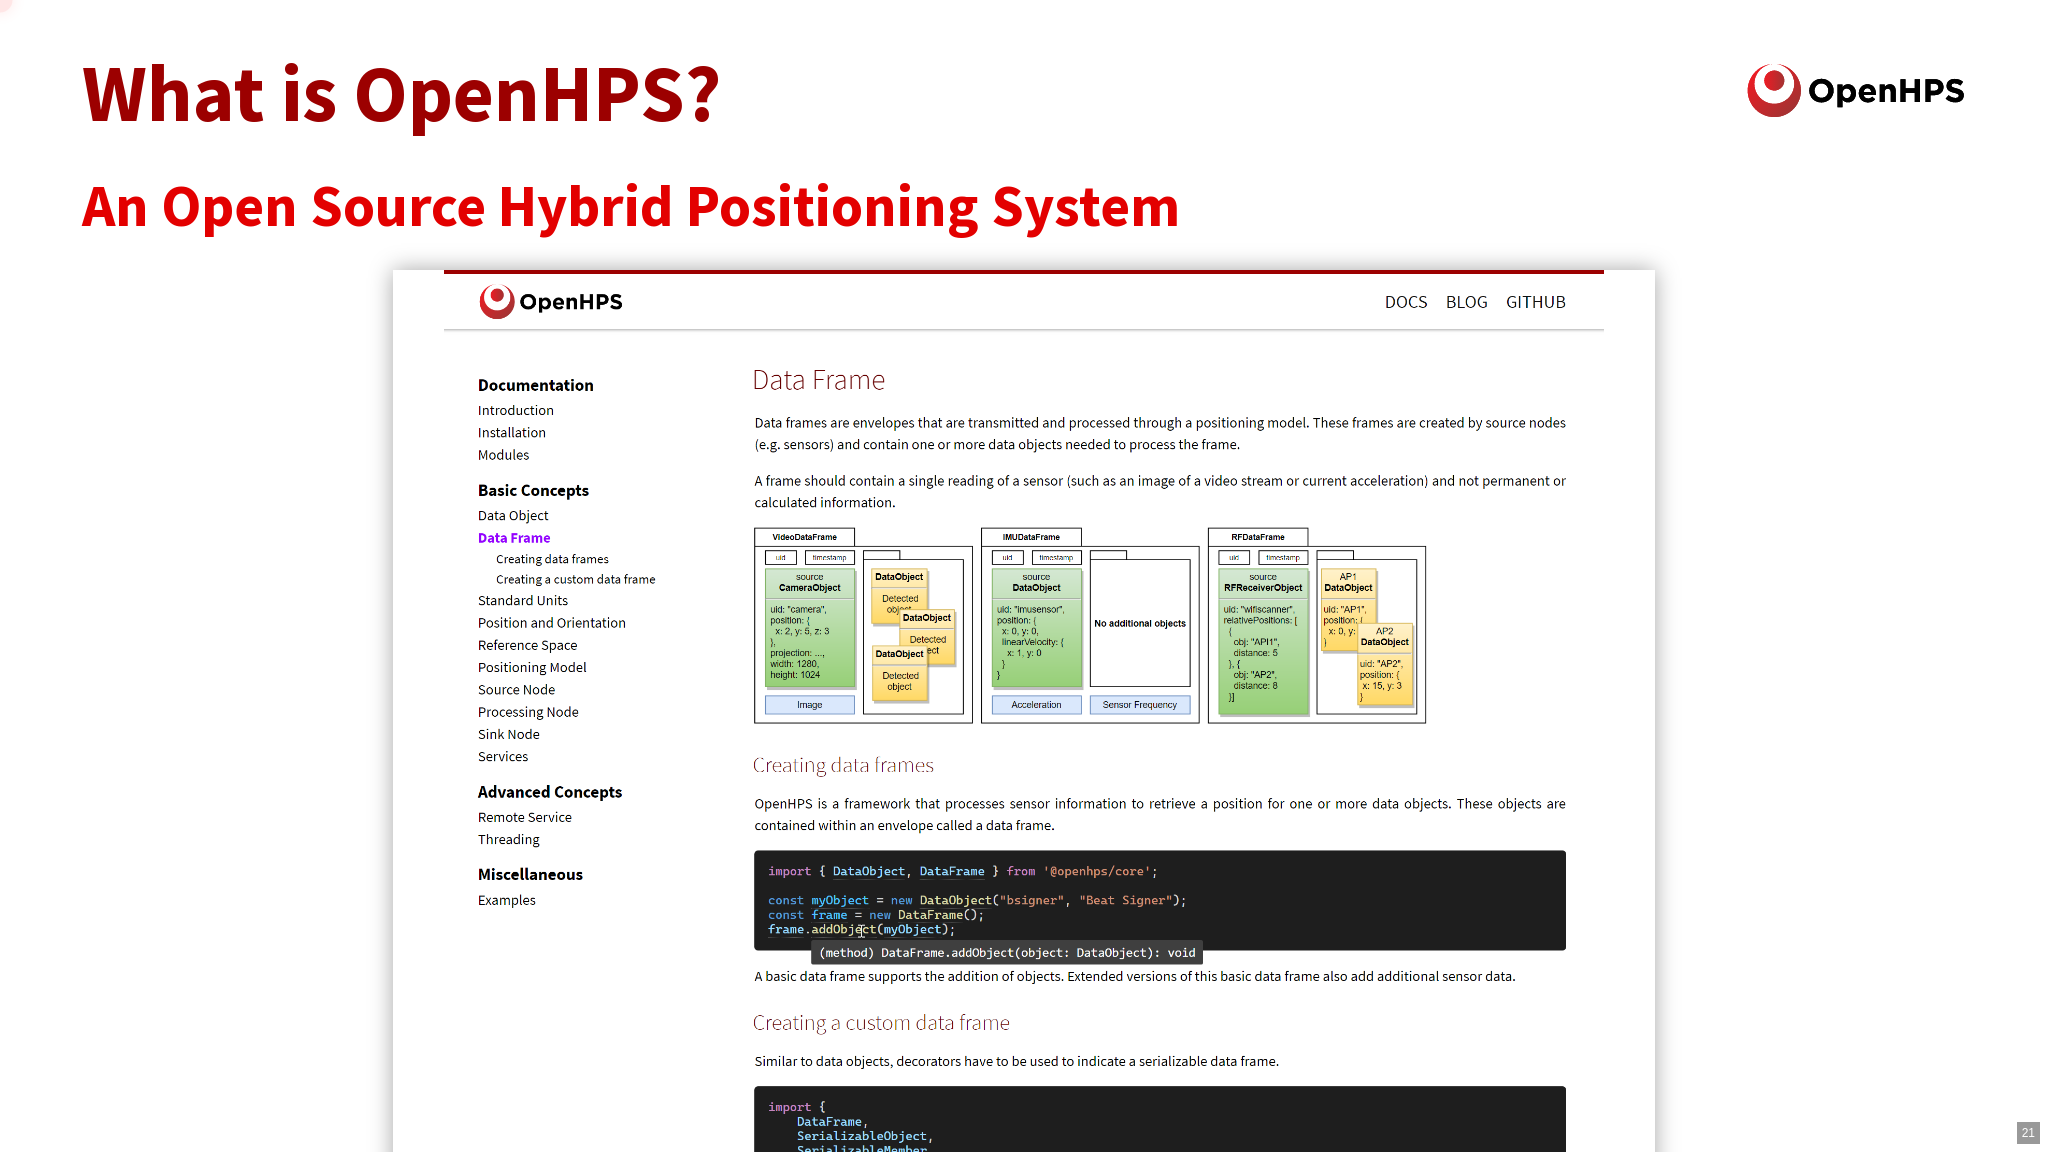 What is OpenHPS?
OpenHPS
An Open Source Hybrid Positioning System
OpenHPS
DOCS BLOG GITHUB
Documentation
Introduction
Installation
Modules
Basic Concepts
Data Object
Data Frame
Creating data frames
Creating a custom data frame
Standard Units
Position and Orientation
Reference Space
Positioning Model
Source Node
Processing Node
Sink Node
Services
Advanced Concepts
Remote Service
Threading
Miscellaneous
Examples
Data Frame
Data frames are envelopes that are transmitted and processed through a positioning model. These frames are created by source nodes
(e.g. sensors) and contain one or more data objects needed to process the frame.
A frame should contain a single reading of a sensor (such as an image of a video stream or current acceleration) and not permanent or
calculated information.
VideoDataFrame
uid timestamp
source
CameraObject
uid: "camera",
position: {
x: 2, y: 5, z: 3
},
projection: ...,
width: 1280,
height: 1024
Image
DataObject
Detected
object
DataObject
Detected
DataObject
Detected
object
IMUDataFrame
uid timestamp
source
DataObject
uid: "imusensor",
position: {
x: 0, y: 0,
linearVelocity: {
x: 1, y: 0
}
}
No additional objects
Acceleration
Sensor Frequency
RFDataFrame
uid timestamp
source
RFReceiverObject
uid: "wifiscanner",
relativePositions: [
{
obj: "API1",
distance: 5
}, {
obj: "AP2",
distance: 8
}]
AP1
DataObject
uid: "AP1",
position: {
x: 0, y:
}
AP2
DataObject
uid: "AP2",
position: {
x: 15, y: 3
}
Creating data frames
OpenHPS is a framework that processes sensor information to retrieve a position for one or more data objects. These objects are
contained within an envelope called a data frame.
import { DataObject, DataFrame } from '@openhps/core';
const myObject = new DataObject("bsigner", "Beat Signer");
const frame = new DataFrame();
frame.addObject(myObject);
(method) DataFrame.addObject(object: DataObject): void
A basic data frame supports the addition of objects. Extended versions of this basic data frame also add additional sensor data.
Creating a custom data frame
Similar to data objects, decorators have to be used to indicate a serializable data frame.
import {
DataFrame,
SerializableObject,
SerializableMember
21